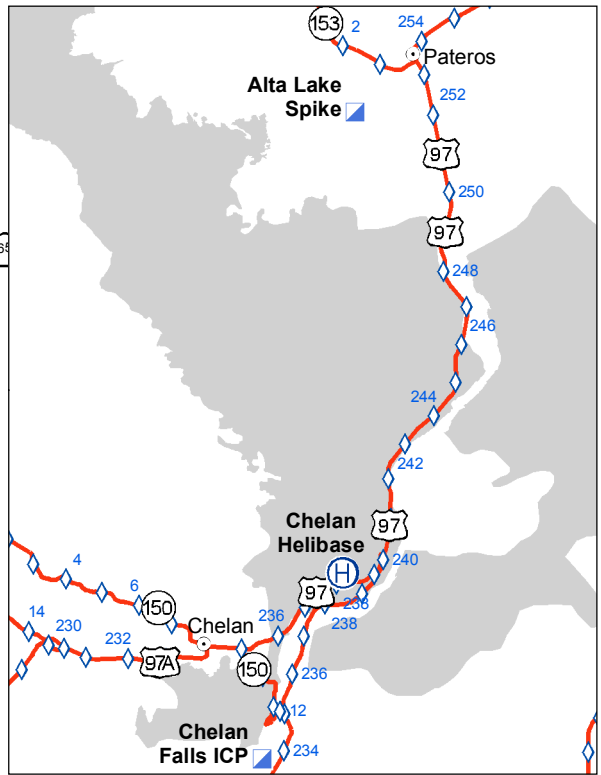 153
2
254
Pateros
Alta Lake
Spike
252
97
250
97
248
246
244
242
Chelan
Helibase
97
240
H
97
238
238
4
6
150
14
230
232
97A
Chelan
236
150
236
12
Chelan
Falls ICP
234